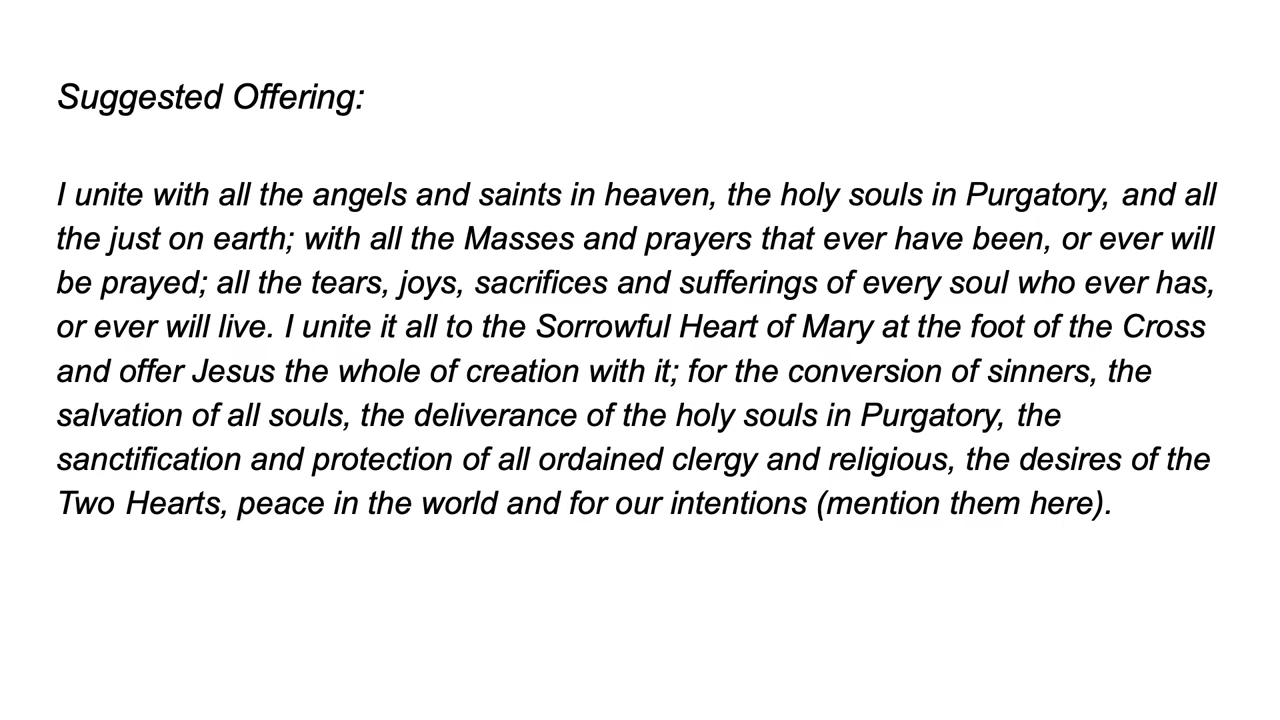 Suggested Offering:
I unite with all the angels and saints in heaven, the holy souls in Purgatory, and all
the just on earth; with all the Masses and prayers that ever have been, or ever will
be prayed; all the tears, joys, sacrifices and sufferings of every soul who ever has,
or ever will live. I unite it all to the Sorrowful Heart of Mary at the foot of the Cross
and offer Jesus the whole of creation with it; for the conversion of sinners, the
salvation of all souls, the deliverance of the holy souls in Purgatory, the
sanctification and protection of all ordained clergy and religious, the desires of the
Two Hearts, peace in the world and for our intentions (mention them here).